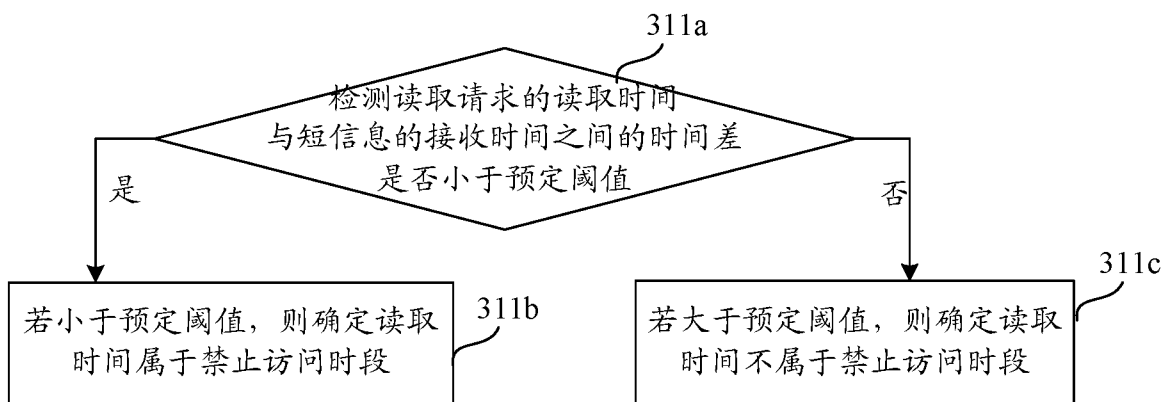 311a
检测读取请求的读取时间
与短信息的接收时间之间的时间差
是否小于预定阈值
是
否
311b
若小于预定阈值，则确定读取
时间属于禁止访问时段
311c
若大于预定阈值，则确定读取
时间不属于禁止访问时段